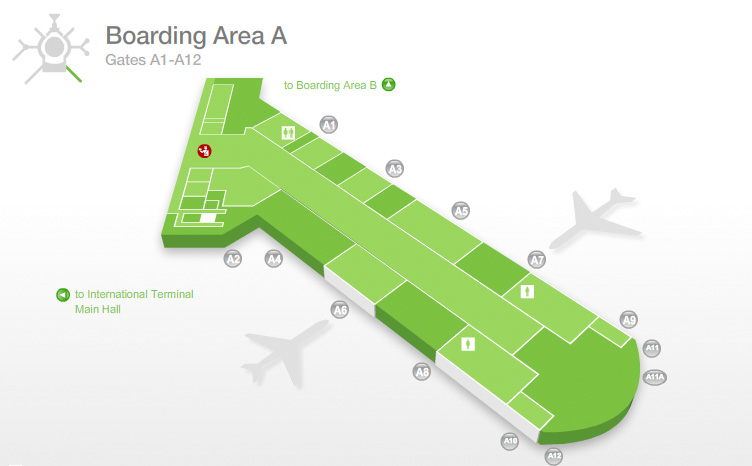 Boarding Area A
Gates A1-A12
to Boarding Area B
A1
A3
A5
A2
A4
A7
to International Terminal
Main Hall
A6
A9
A11
A8
A11A
A10
A12